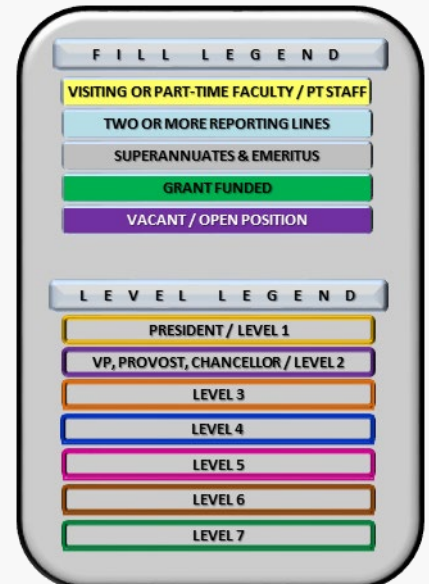 FILL LEGEND
VISITING OR PART-TIME FACULTY / PT STAFF
TWO OR MORE REPORTING LINES
SUPERANNUATES & EMERITUS
GRANT FUNDED
VACANT / OPEN POSITION
LEVEL LEGEND
PRESIDENT / LEVEL 1
VP, PROVOST, CHANCELLOR / LEVEL 2
LEVEL 3
LEVEL 4
LEVEL 5
LEVEL 6
LEVEL 7